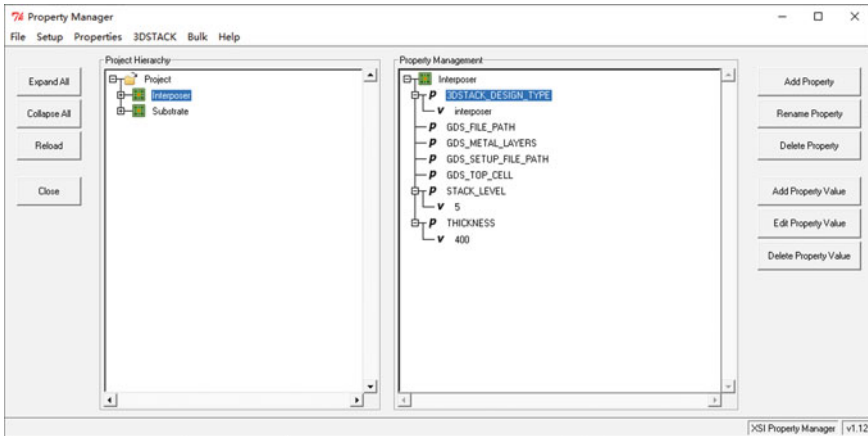 Property Manager
File Setup Properties 3DSTACK Bulk Help
Project Hierarchy
Expand All
Collapse All
Reload
Close
Project
Interposer
Substrate
Property Management
Interposer
P 3DSTACK_DESIGN_TYPE
V interposer
P GDS_FILE_PATH
P GDS_METAL_LAYERS
P GDS_SETUP_FILE_PATH
P GDS_TOP_CELL
P STACK_LEVEL
V 5
P THICKNESS
V 400
Add Property
Rename Property
Delete Property
Add Property Value
Edit Property Value
Delete Property Value
XSI Property Manager